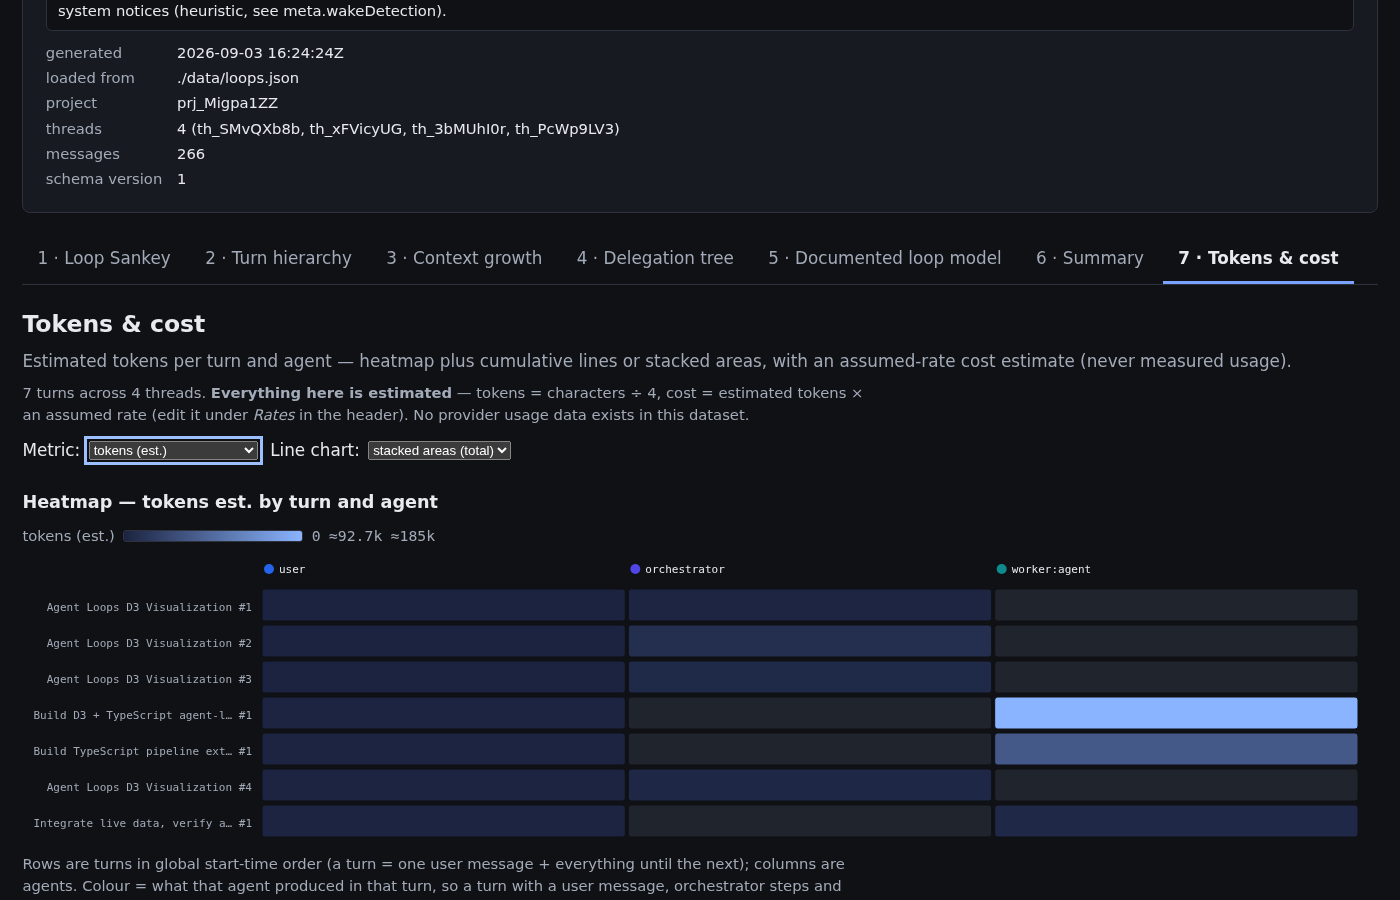 system notices (heuristic, see meta.wakeDetection).
generated 2026-09-03 16:24:24Z
loaded from ./data/loops.json
project prj_Migpa1ZZ
threads 4 (th_SMvQXb8b, th_xFVicyUG, th_3bMUhI0r, th_PcWp9LV3)
messages 266
schema version 1
1 · Loop Sankey 2 · Turn hierarchy 3 · Context growth 4 · Delegation tree 5 · Documented loop model 6 · Summary 7 · Tokens & cost
Tokens & cost
Estimated tokens per turn and agent — heatmap plus cumulative lines or stacked areas, with an assumed-rate cost estimate (never measured usage).
7 turns across 4 threads. Everything here is estimated — tokens = characters ÷ 4, cost = estimated tokens ×
an assumed rate (edit it under Rates in the header). No provider usage data exists in this dataset.
Metric: tokens (est.) Line chart: stacked areas (total)
Heatmap — tokens est. by turn and agent
tokens (est.) 0 ≈92.7k ≈185k
user orchestrator worker:agent
Agent Loops D3 Visualization #1
Agent Loops D3 Visualization #2
Agent Loops D3 Visualization #3
Build D3 + TypeScript agent-l… #1
Build TypeScript pipeline ext… #1
Agent Loops D3 Visualization #4
Integrate live data, verify a… #1
Rows are turns in global start-time order (a turn = one user message + everything until the next); columns are
agents. Colour = what that agent produced in that turn, so a turn with a user message, orchestrator steps and